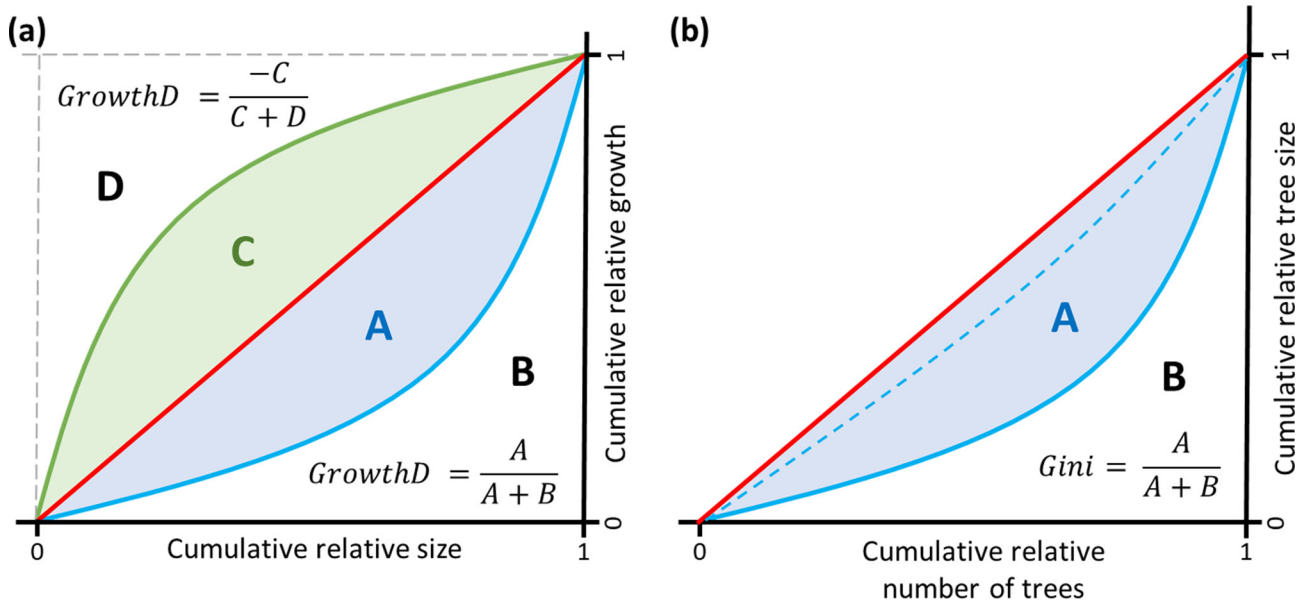 (a)
GrowthD = −C / C + D
D
C
A
B
GrowthD = A / A + B
0
1
Cumulative relative size
0
1
Cumulative relative growth
(b)
A
B
Gini = A / A + B
0
1
Cumulative relative
number of trees
0
1
Cumulative relative tree size